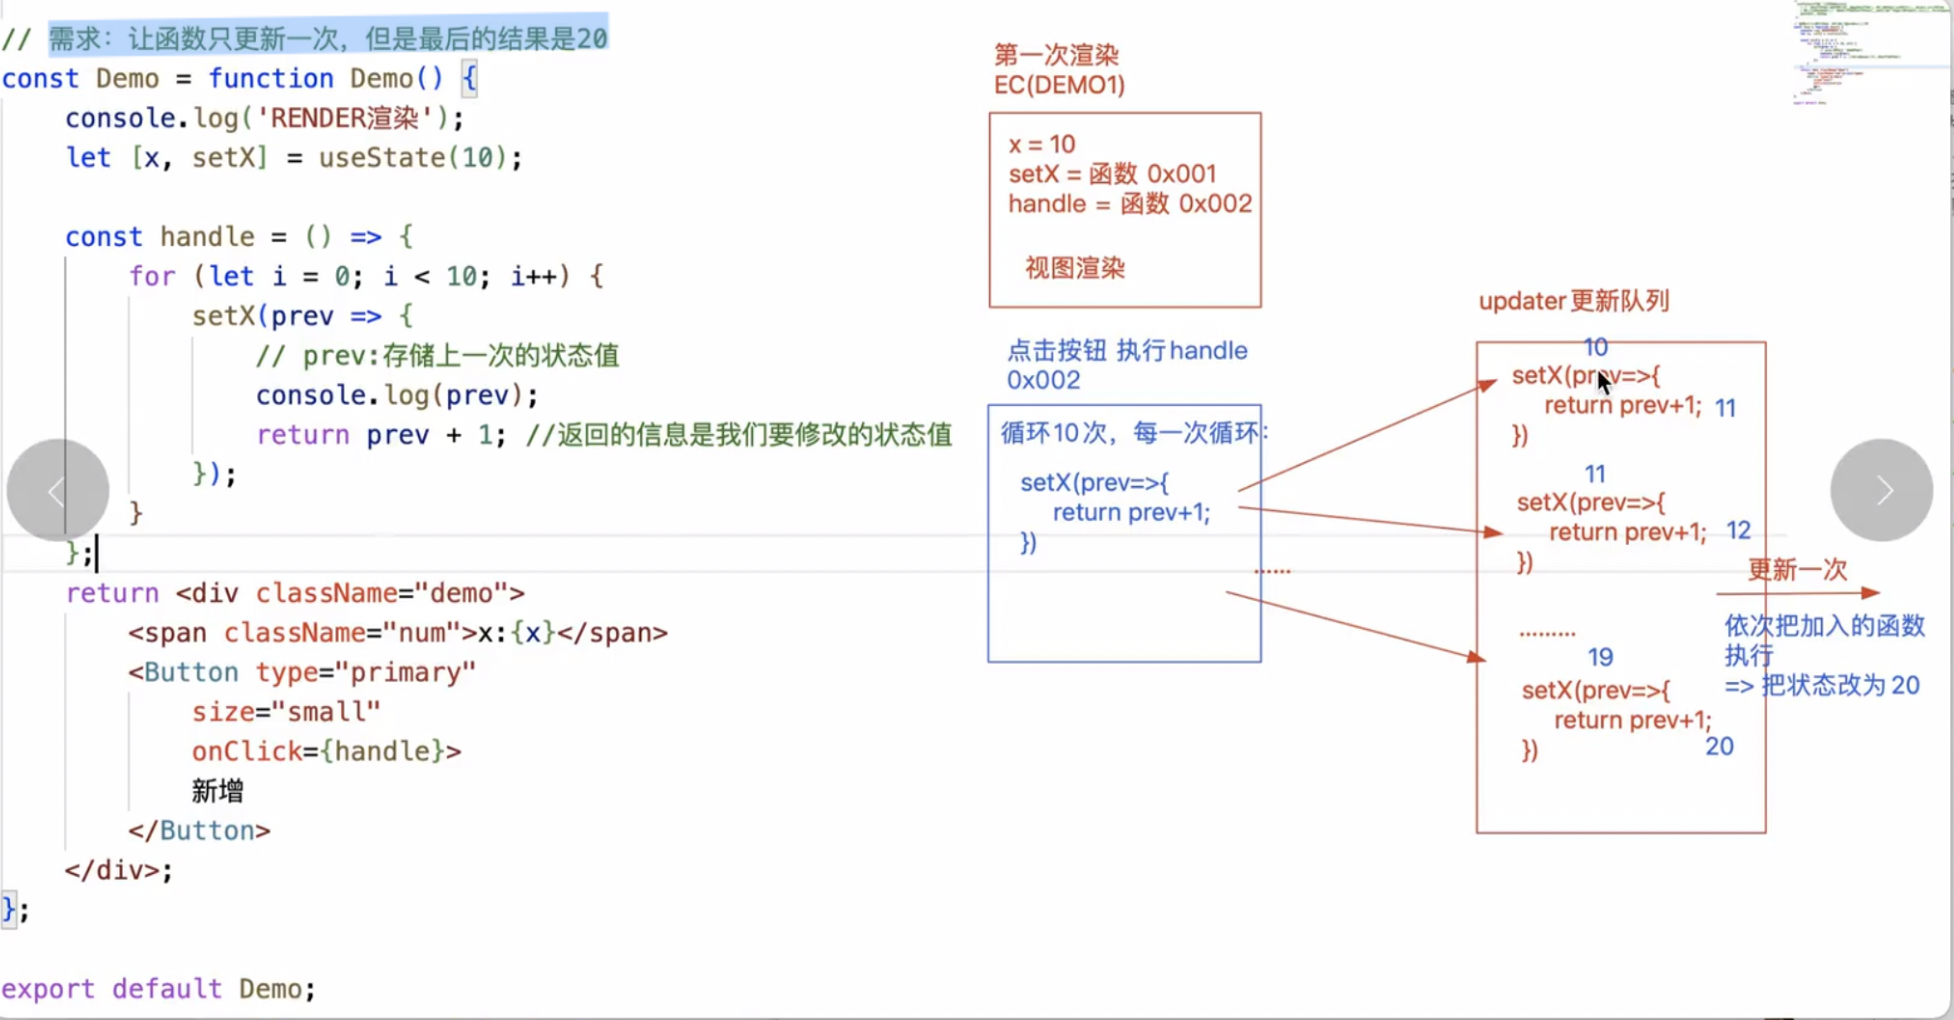 // 需求：让函数只更新一次，但是最后的结果是20
const Demo = function Demo() {
console.log('RENDER渲染');
let [x, setX] = useState(10);
const handle = () => {
for (let i = 0; i < 10; i++) {
setX(prev => {
// prev:存储上一次的状态值
console.log(prev);
return prev + 1; //返回的信息是我们要修改的状态值
});
}
};
return <div className="demo">
<span className="num">x:{x}</span>
<Button type="primary"
size="small"
onClick={handle}>
新增
</Button>
</div>;
};
export default Demo;
第一次渲染
EC(DEMO1)
x = 10
setX = 函数 0x001
handle = 函数 0x002
视图渲染
点击按钮 执行handle
0x002
循环10次，每一次循环：
setX(prev=>{
return prev+1;
})
......
updater更新队列
10
setX(prev=>{
return prev+1; 11
})
11
setX(prev=>{
return prev+1; 12
})
.........
19
setX(prev=>{
return prev+1;
})
20
更新一次
依次把加入的函数
执行
=> 把状态改为20